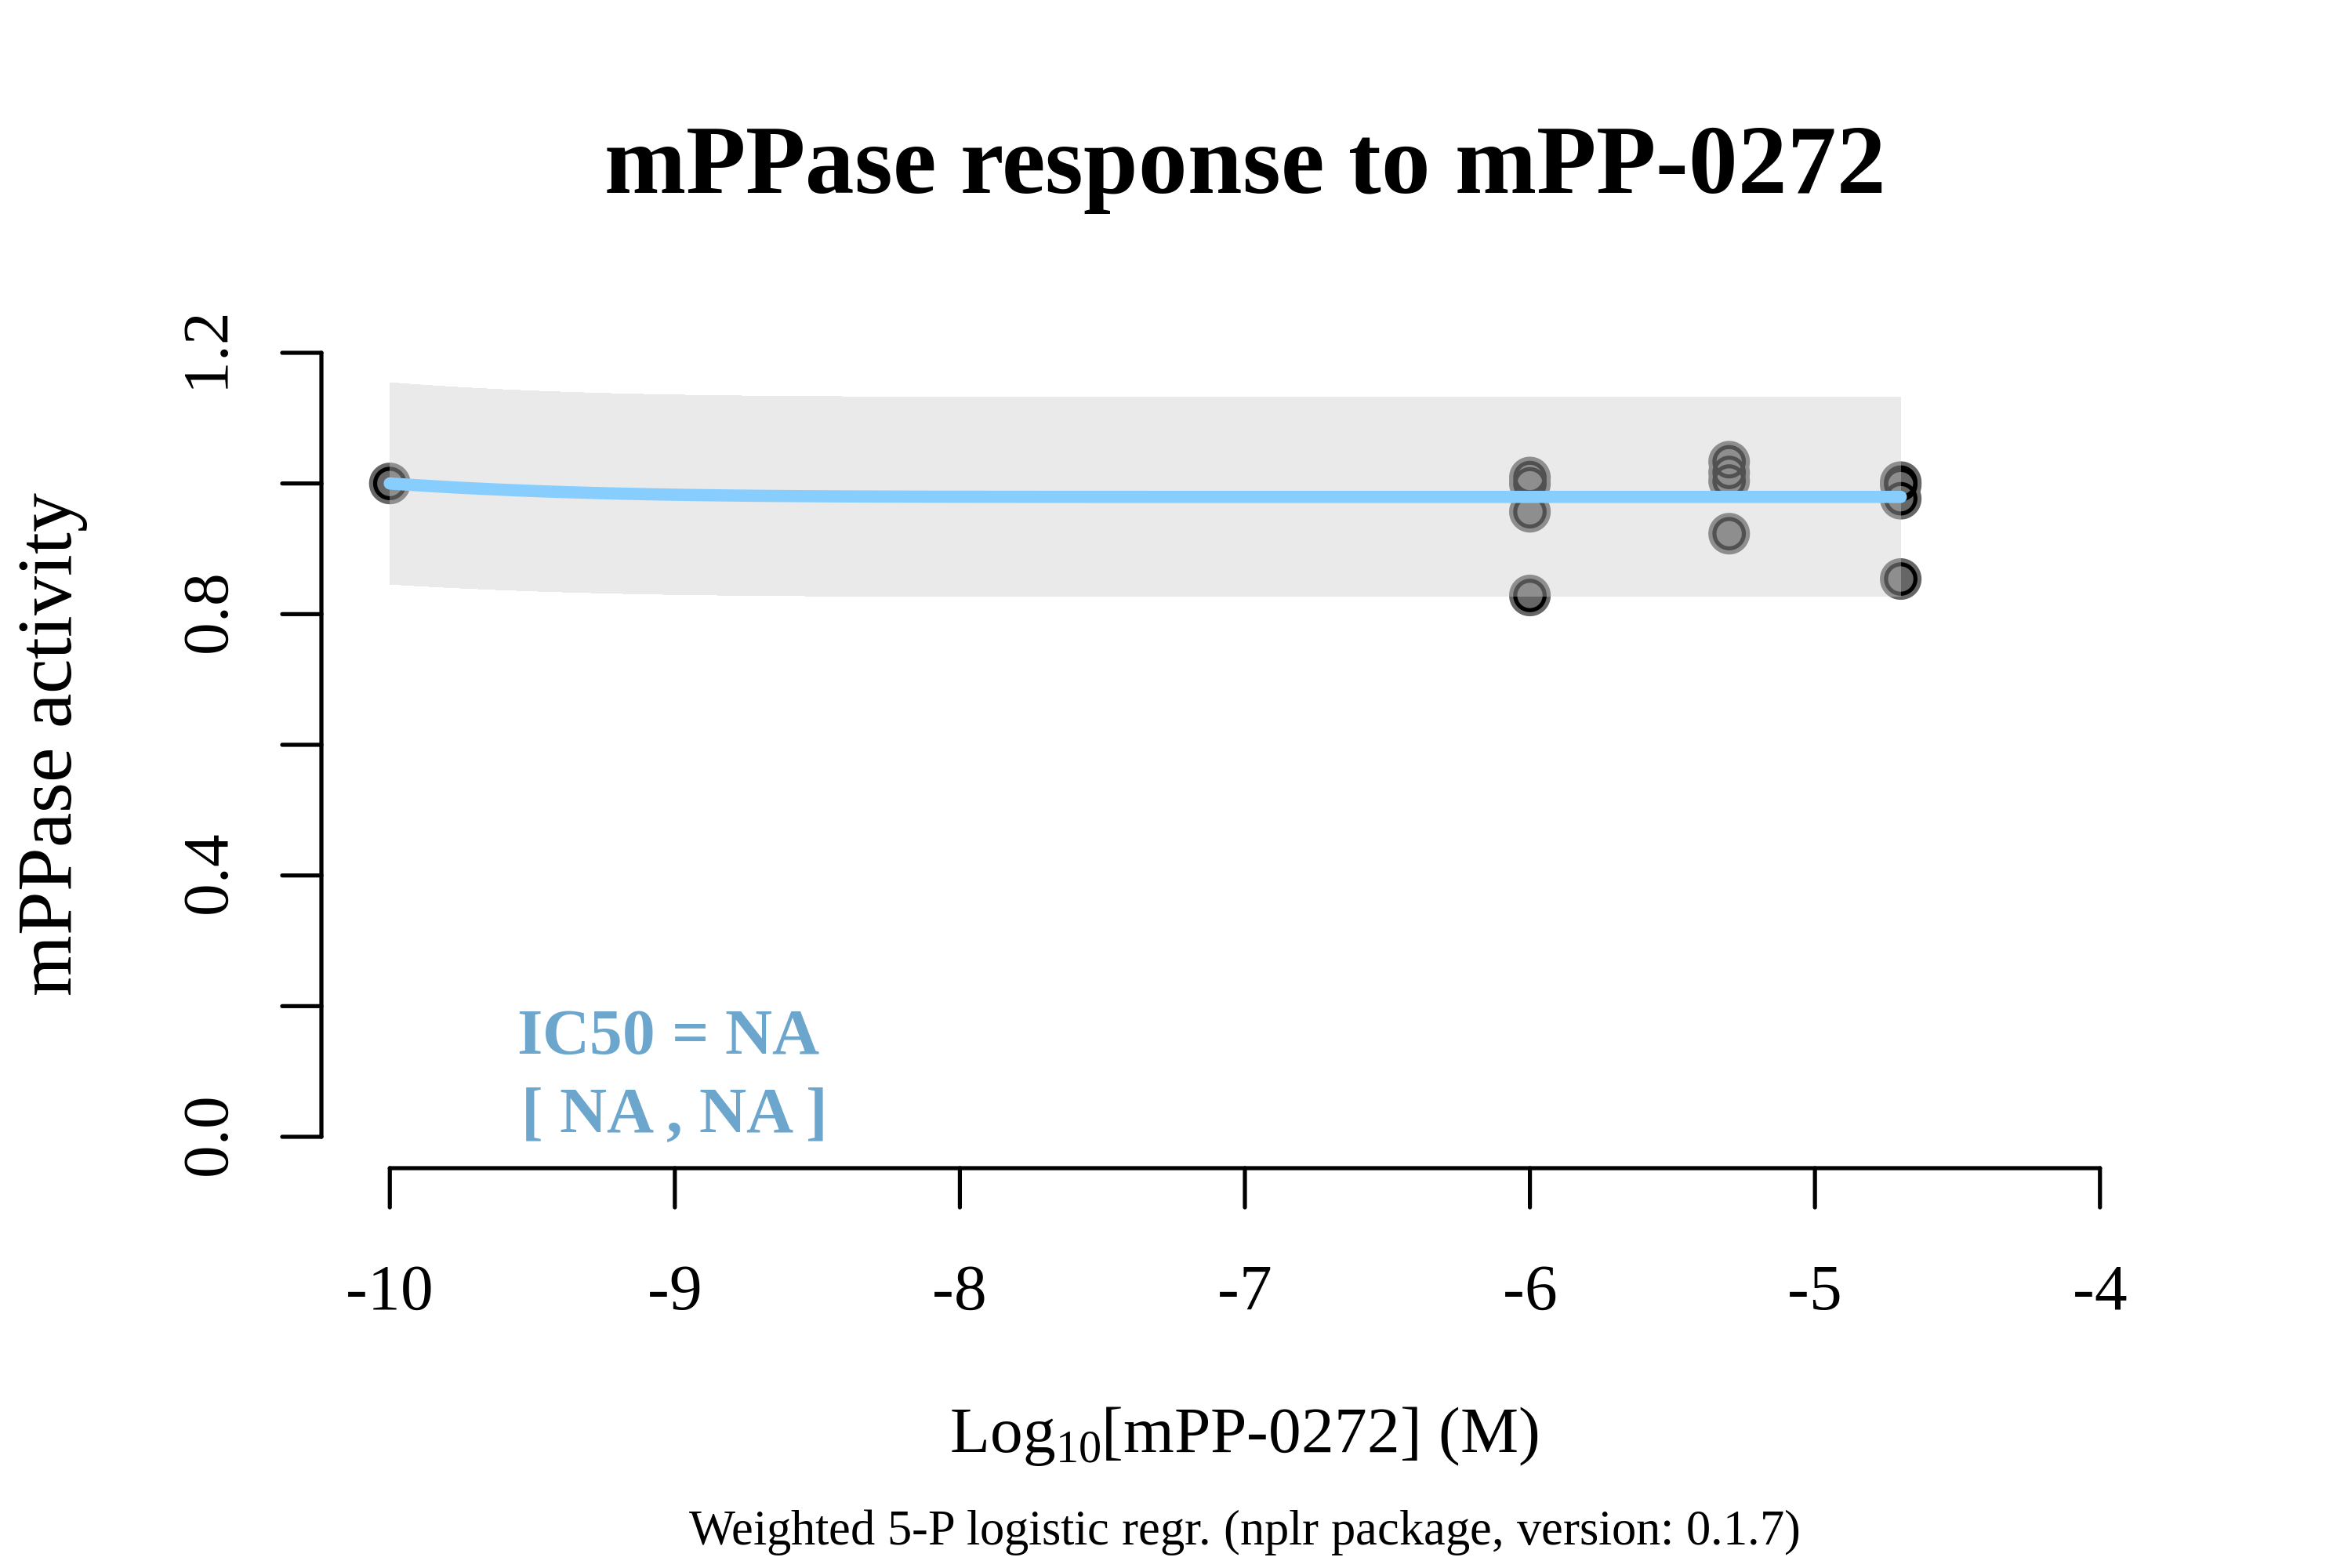 mPPase response to mPP-0272
mPPase activity
1.2
0.8
0.4
0.0
IC50 = NA
[ NA , NA ]
-10 -9 -8 -7 -6 -5 -4
Log10[mPP-0272] (M)
Weighted 5-P logistic regr. (nplr package, version: 0.1.7)